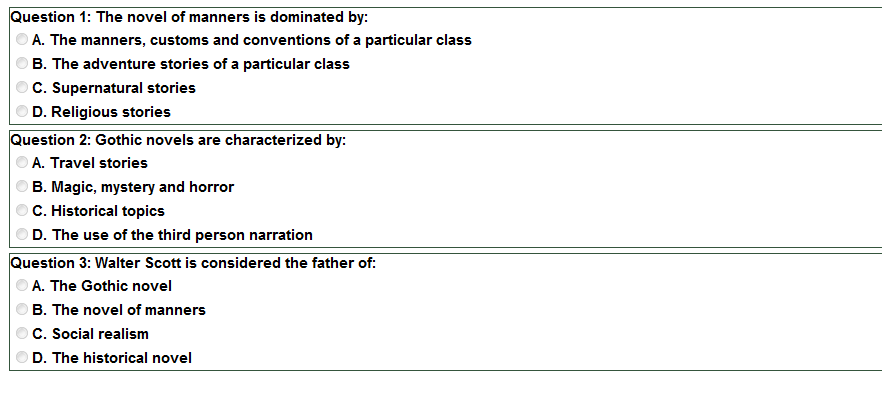 Question 1: The novel of manners is dominated by:
A. The manners, customs and conventions of a particular class
B. The adventure stories of a particular class
C. Supernatural stories
D. Religious stories
Question 2: Gothic novels are characterized by:
A. Travel stories
B. Magic, mystery and horror
C. Historical topics
D. The use of the third person narration
Question 3: Walter Scott is considered the father of:
A. The Gothic novel
B. The novel of manners
C. Social realism
D. The historical novel